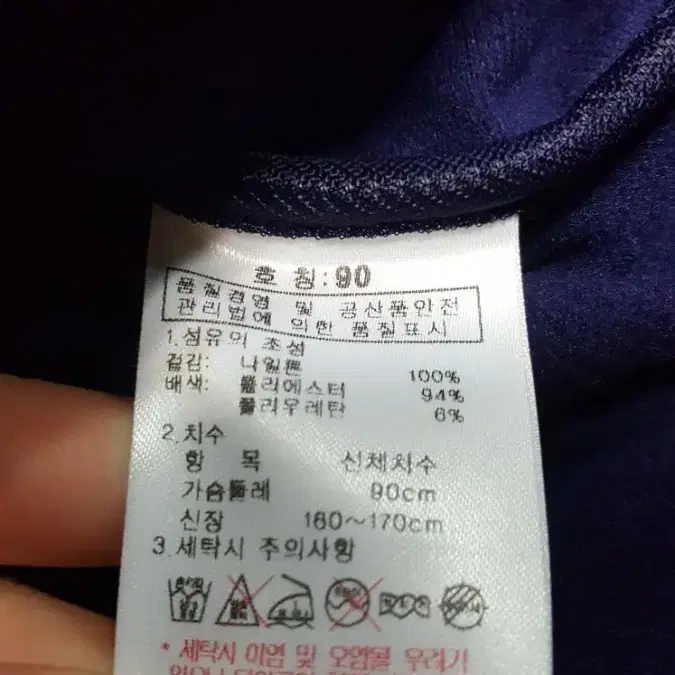 호 칭:90
품질경영 및 공산품안전
관리법에 의한 품질표시
1.섬유의 조성
겉감: 나일론 100%
배색: 폴리에스터 94%
폴리우레탄 6%
2.치수
항 목 신체치수
가슴둘레 90cm
신장 160~170cm
3.세탁시 주의사항
* 세탁시 이염 및 오염물 우려가